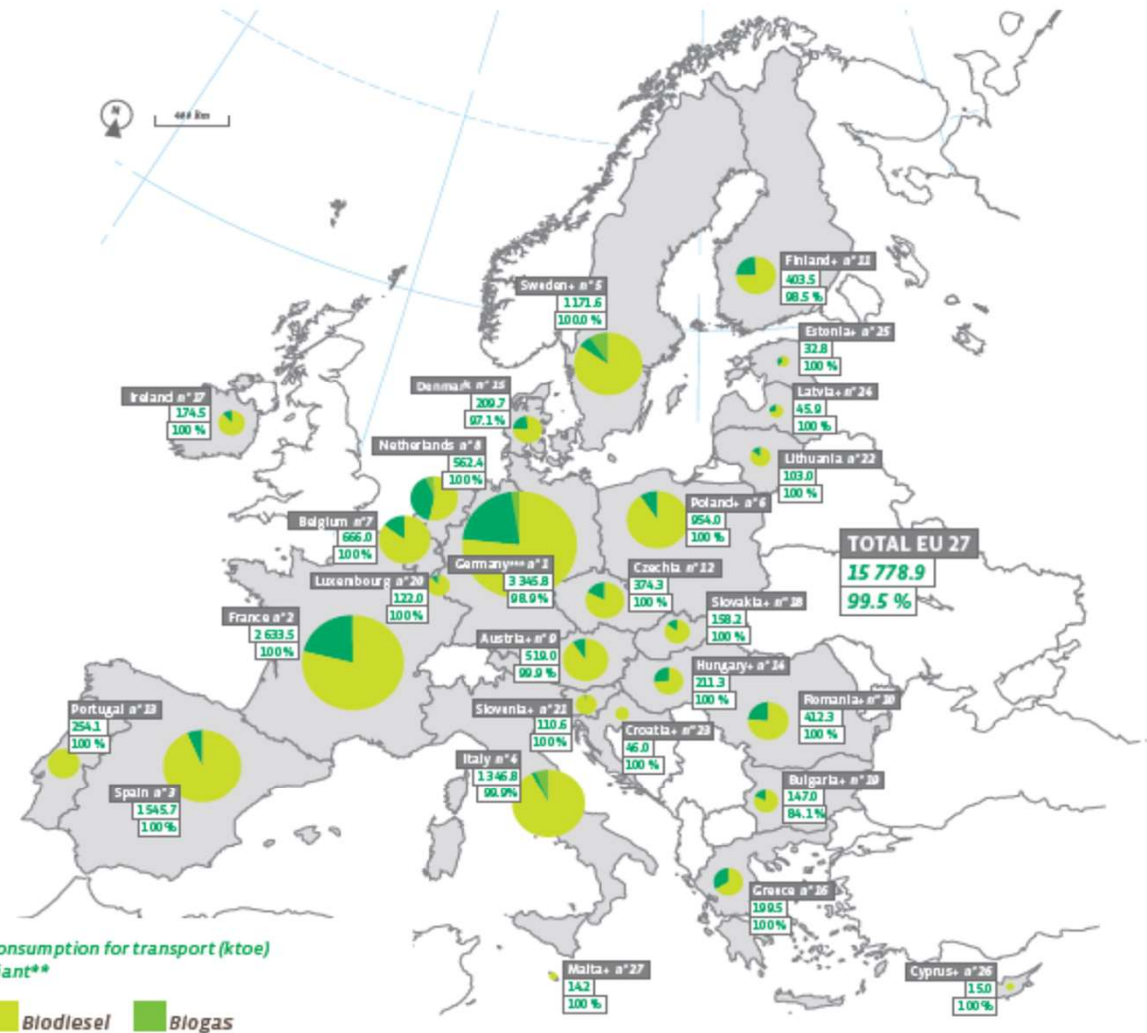 N
400 km
Finland+ n°11
403.5
98.5 %
Sweden+ n°5
1171.6
100.0 %
Estonia+ n°25
32.8
100 %
Denmark n°15
209.7
97.1 %
Latvia+ n°24
45.9
100 %
Ireland n°17
174.5
100 %
Netherlands n°8
562.4
100 %
Lithuania n°22
103.0
100 %
Poland+ n°6
954.0
100 %
Belgium n°7
666.0
100 %
TOTAL EU 27
15 778.9
99.5 %
Germany*** n°1
3 345.8
98.9 %
Czechia n°12
374.3
100 %
Luxembourg n°20
122.0
100 %
Slovakia+ n°18
158.2
100 %
France n°2
2 633.5
100 %
Austria+ n°9
519.0
99.9 %
Hungary+ n°14
211.3
100 %
Romania+ n°10
412.3
100 %
Slovenia+ n°21
110.6
100 %
Portugal n°13
254.1
100 %
Croatia+ n°23
46.0
100 %
Italy n°4
1 346.8
99.9%
Spain n°3
1 545.7
100 %
Bulgaria+ n°19
147.0
84.1 %
Greece n°16
199.5
100 %
Malta+ n°27
14.2
100 %
Cyprus+ n°26
15.0
100 %
onsumption for transport (ktoe)
iant**
Biodiesel Biogas